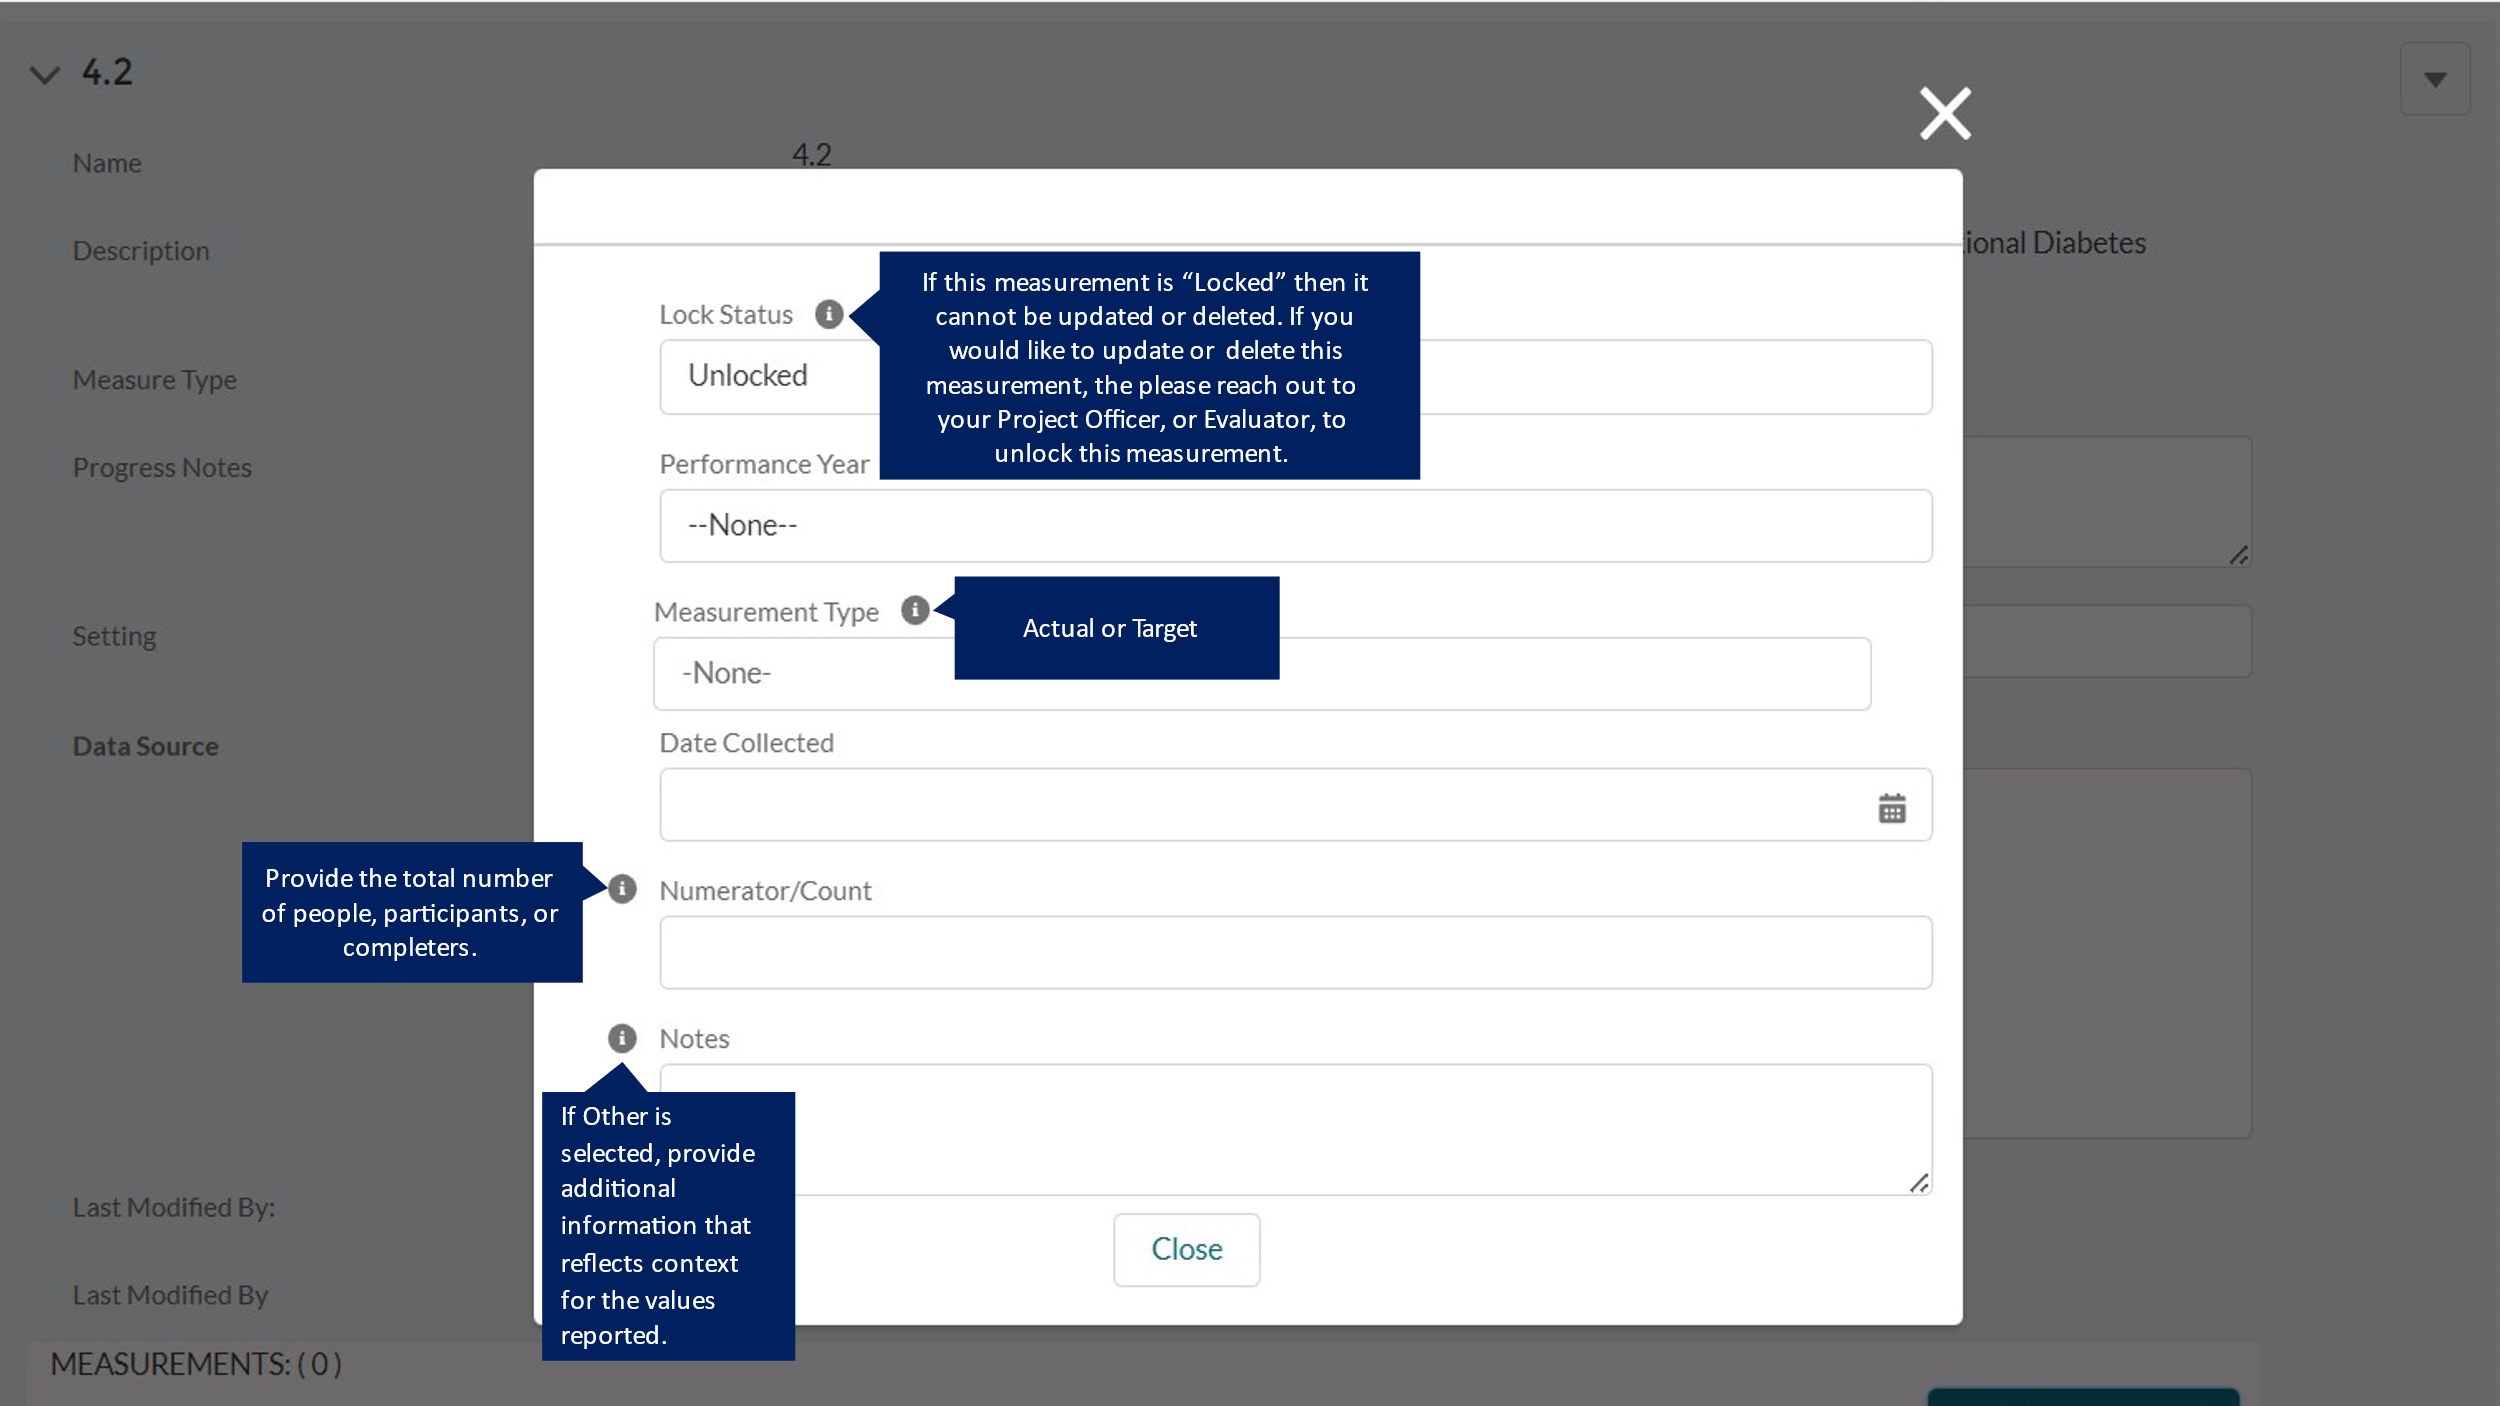 4.2
Name
4.2
Description
ional Diabetes
Measure Type
Progress Notes
Setting
Data Source
Lock Status
Unlocked
If this measurement is “Locked” then it
cannot be updated or deleted. If you
would like to update or delete this
measurement, the please reach out to
your Project Officer, or Evaluator, to
unlock this measurement.
Performance Year
--None--
Measurement Type
Actual or Target
-None-
Date Collected
Provide the total number
of people, participants, or
completers.
Numerator/Count
Notes
If Other is
selected, provide
additional
information that
reflects context
for the values
reported.
Close
Last Modified By:
Last Modified By
MEASUREMENTS: ( 0 )